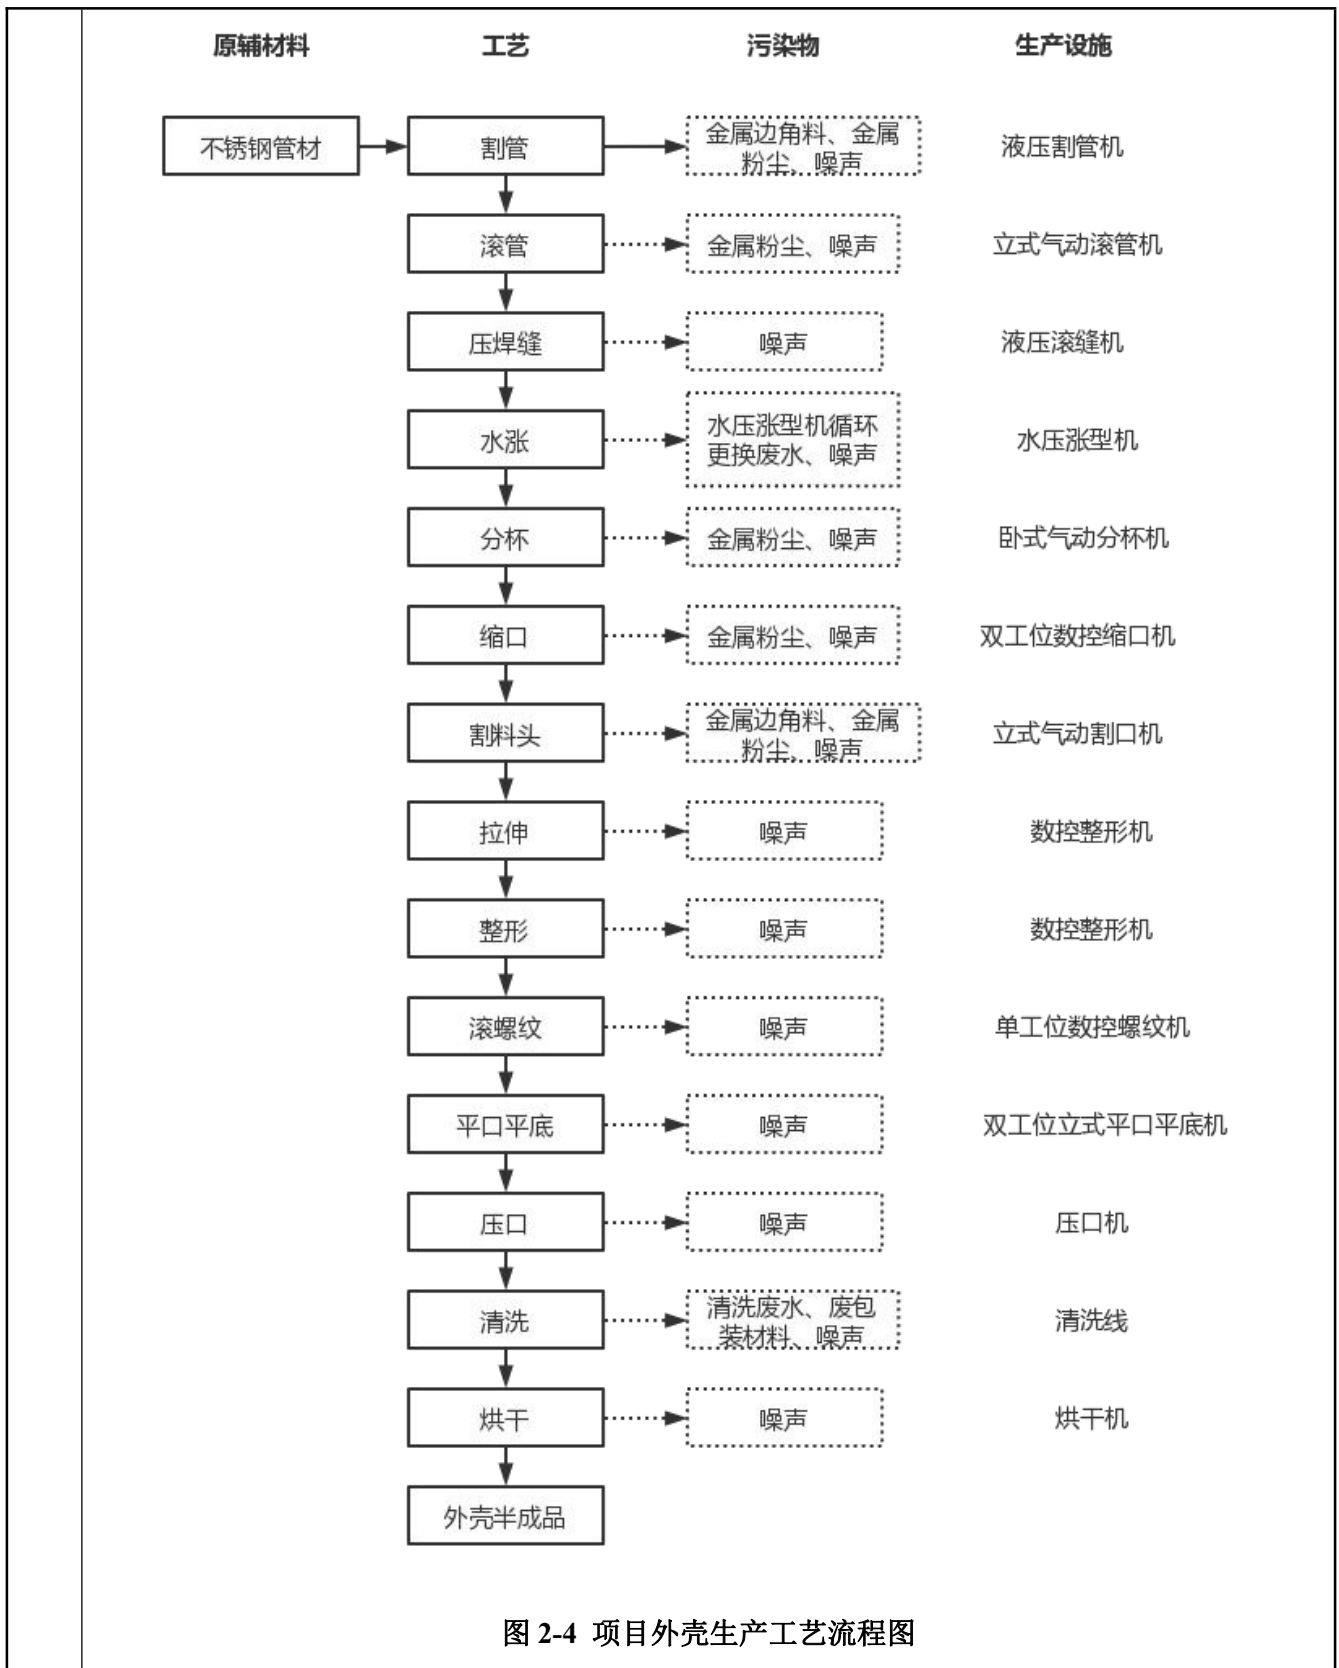 原辅材料 工艺 污染物 生产设施
不锈钢管材 割管 金属边角料、金属 液压割管机
粉尘、噪声
滚管 金属粉尘、噪声 立式气动滚管机
压焊缝 噪声 液压滚缝机
水涨 水压涨型机循环 水压涨型机
更换废水、噪声
分杯 金属粉尘、噪声 卧式气动分杯机
缩口 金属粉尘、噪声 双工位数控缩口机
割料头 金属边角料、金属 立式气动割口机
粉尘、噪声
拉伸 噪声 数控整形机
整形 噪声 数控整形机
滚螺纹 噪声 单工位数控螺纹机
平口平底 噪声 双工位立式平口平底机
压口 噪声 压口机
清洗 清洗废水、废包 清洗线
装材料、噪声
烘干 噪声 烘干机
外壳半成品
图 2-4 项目外壳生产工艺流程图